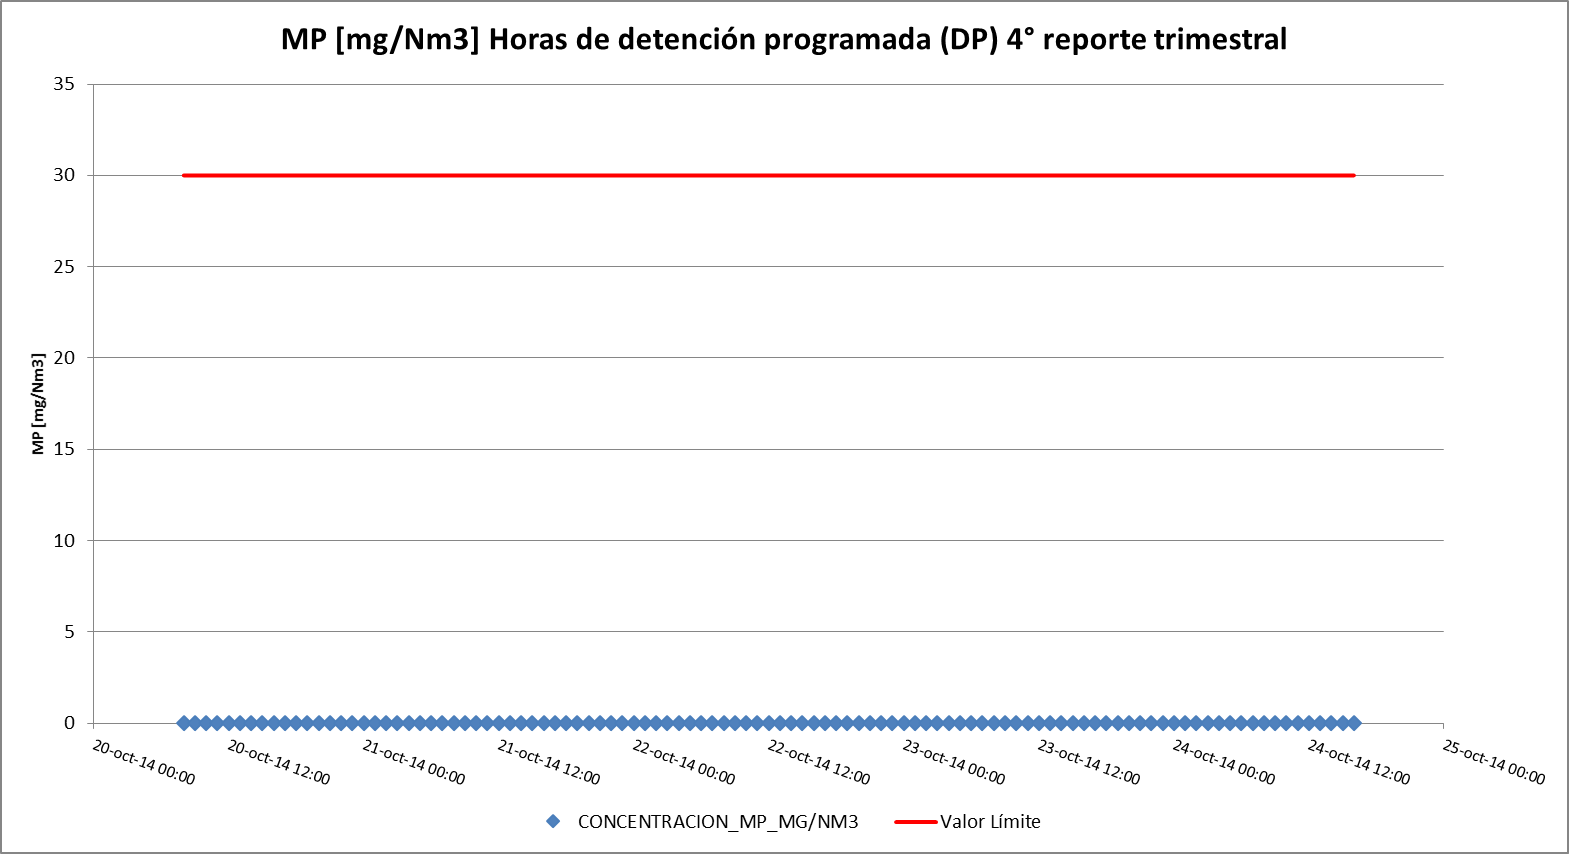 MP [mg/Nm3] Horas de detención programada (DP) 4° reporte trimestral
35
30
25
20
15
10
5
0
MP [mg/Nm3]
20-oct-14 00:00
20-oct-14 12:00
21-oct-14 00:00
21-oct-14 12:00
22-oct-14 00:00
22-oct-14 12:00
23-oct-14 00:00
23-oct-14 12:00
24-oct-14 00:00
24-oct-14 12:00
25-oct-14 00:00
CONCENTRACION_MP_MG/NM3
Valor Límite